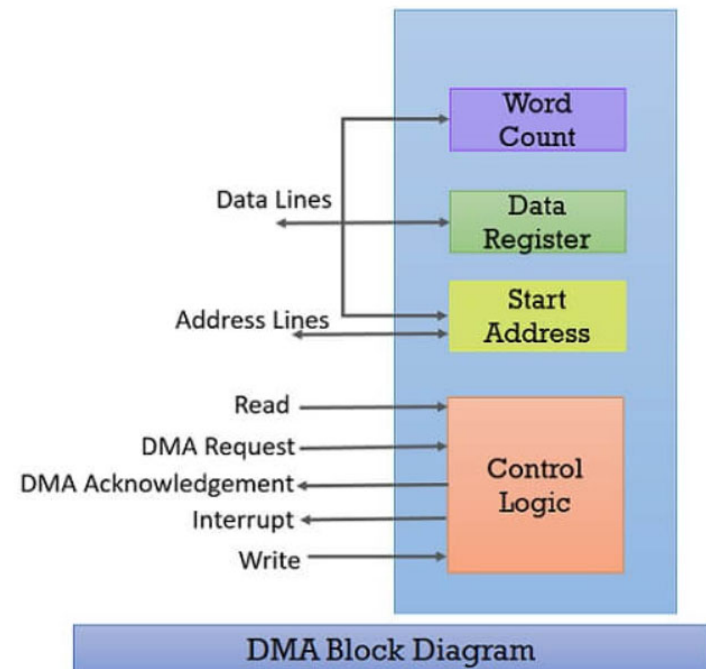 Word
Count
Data Lines
Data
Register
Address Lines
Start
Address
Read
DMA Request
DMA Acknowledgement
Interrupt
Write
Control
Logic
DMA Block Diagram